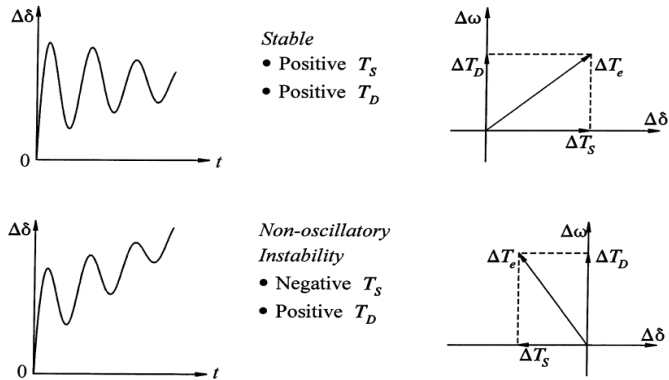 Δδ
0
t
Stable
• Positive T_S
• Positive T_D
Δω
ΔT_D
ΔT_e
ΔT_S
Δδ
Δδ
0
t
Non-oscillatory
Instability
• Negative T_S
• Positive T_D
Δω
ΔT_e
ΔT_D
ΔT_S
Δδ